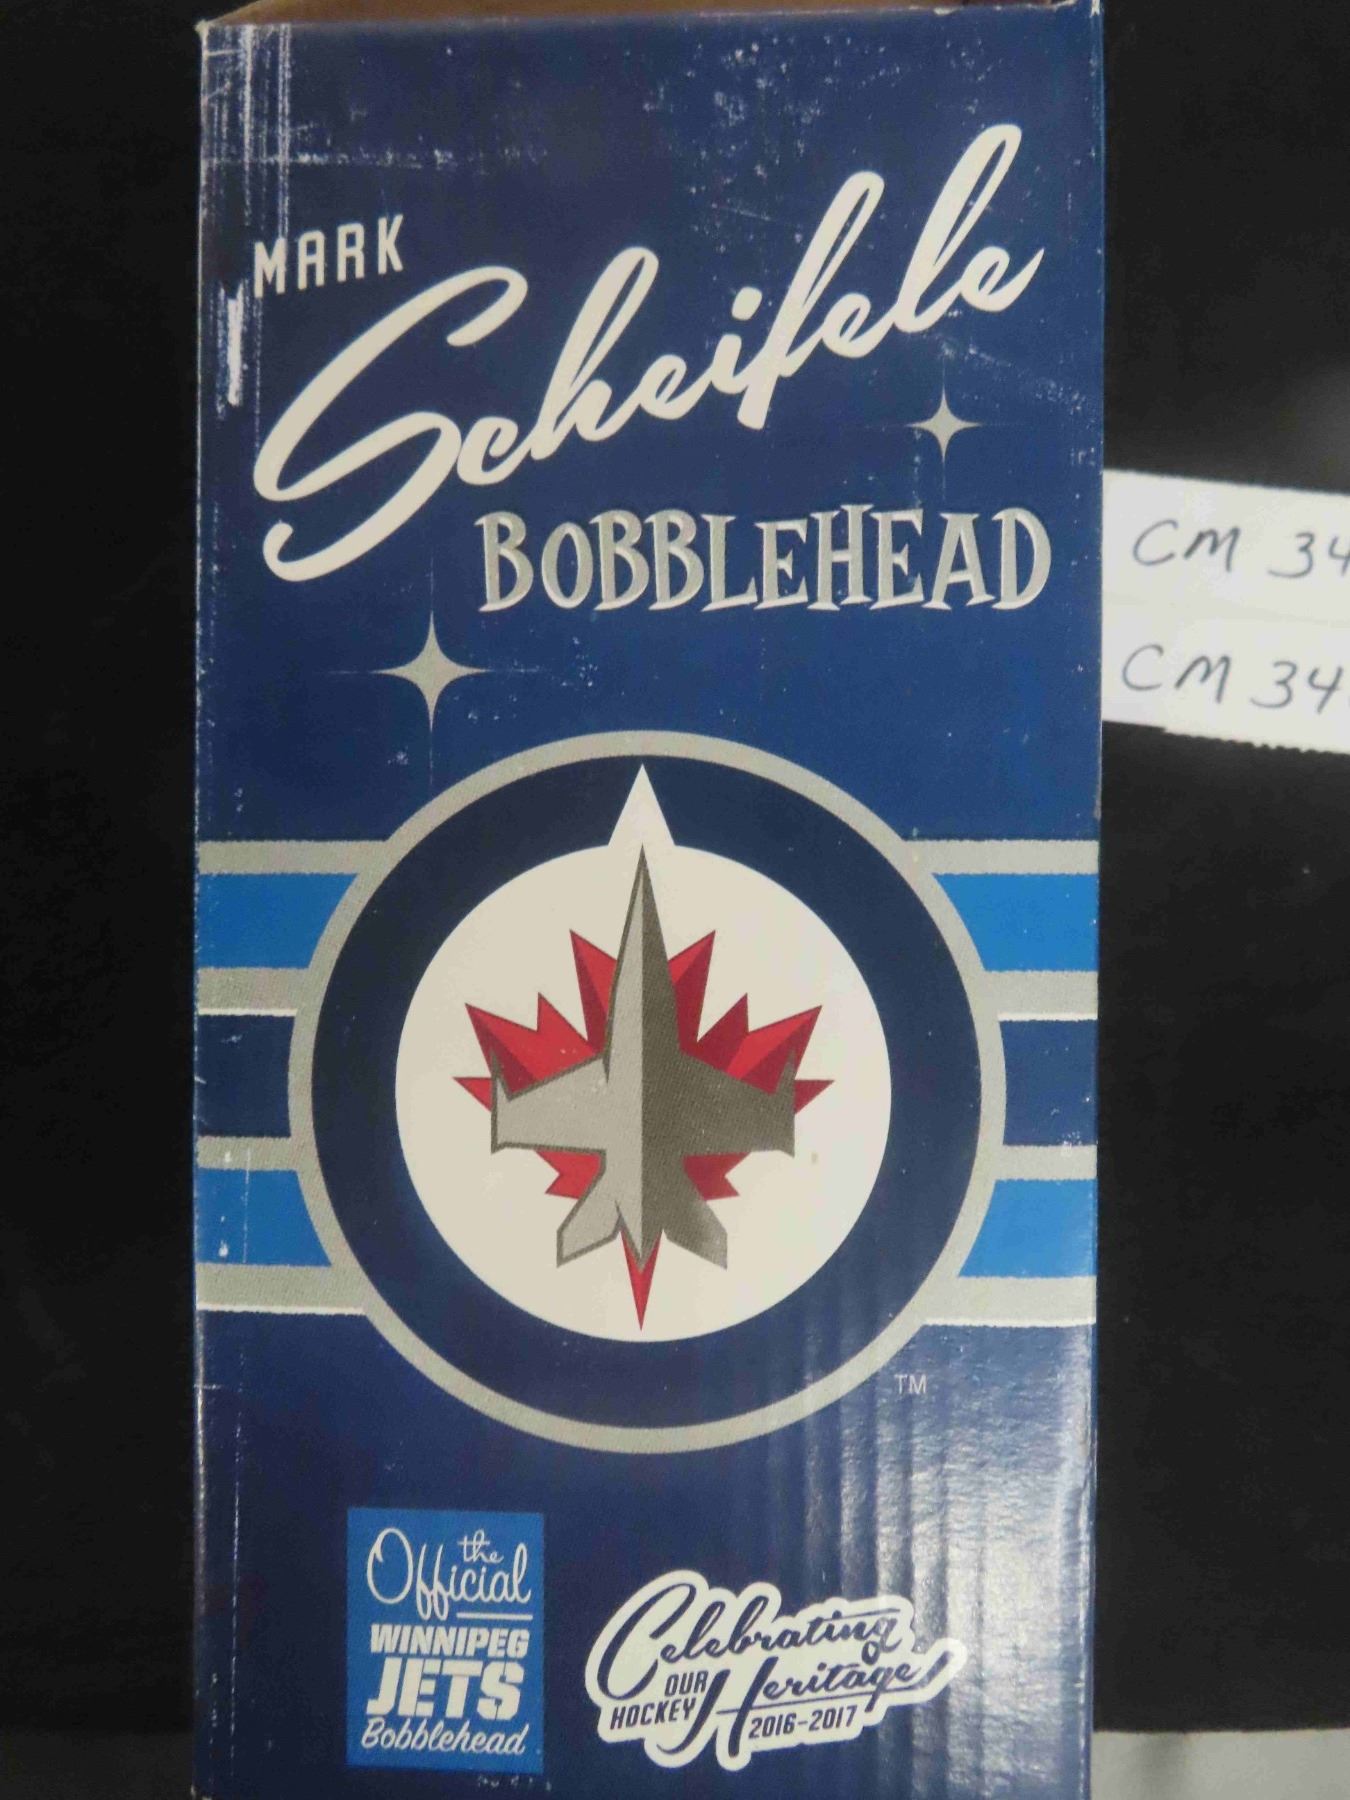 MARK
Scheifele
BOBBLEHEAD
CM 34
CM 34
TM
the
Official
WINNIPEG
JETS
Bobblehead
Celebrating
OUR
HOCKEY Heritage
2016-2017